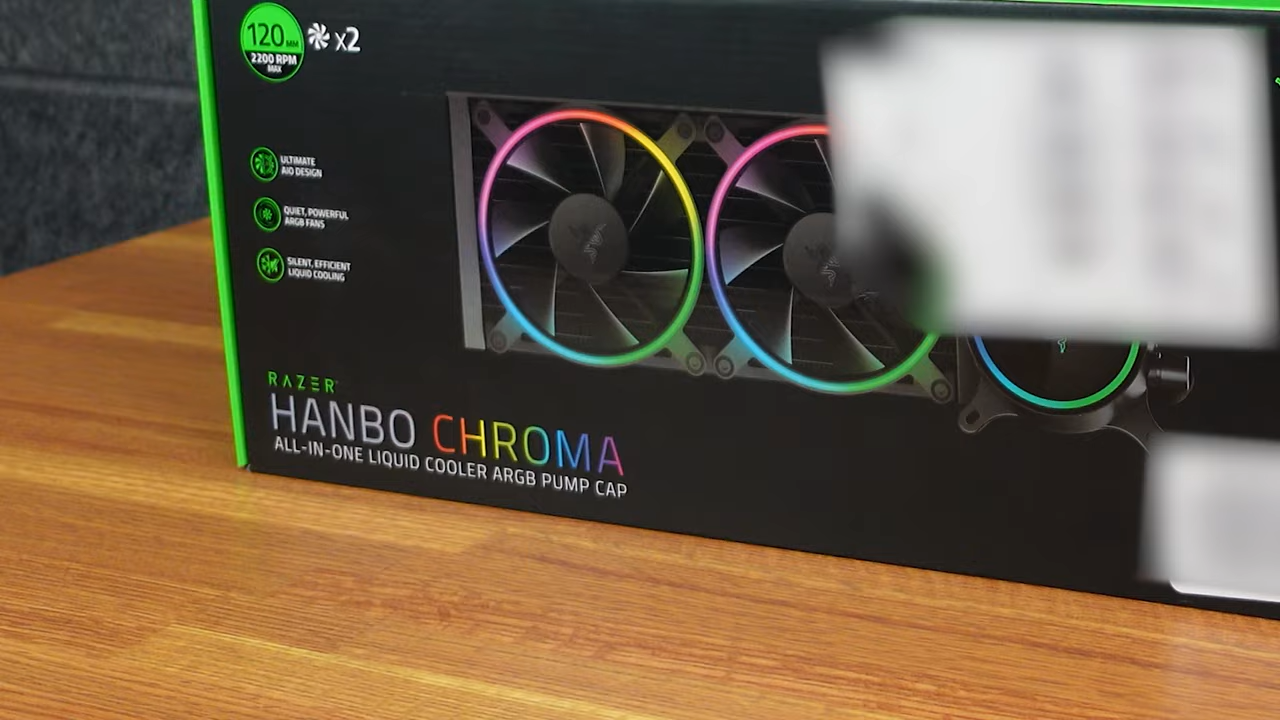 120 MM
x2
2200 RPM
MAX
ULTIMATE
AIO DESIGN
QUIET, POWERFUL
ARGB FANS
SILENT, EFFICIENT
LIQUID COOLING
RAZER
HANBO CHROMA
ALL-IN-ONE LIQUID COOLER ARGB PUMP CAP